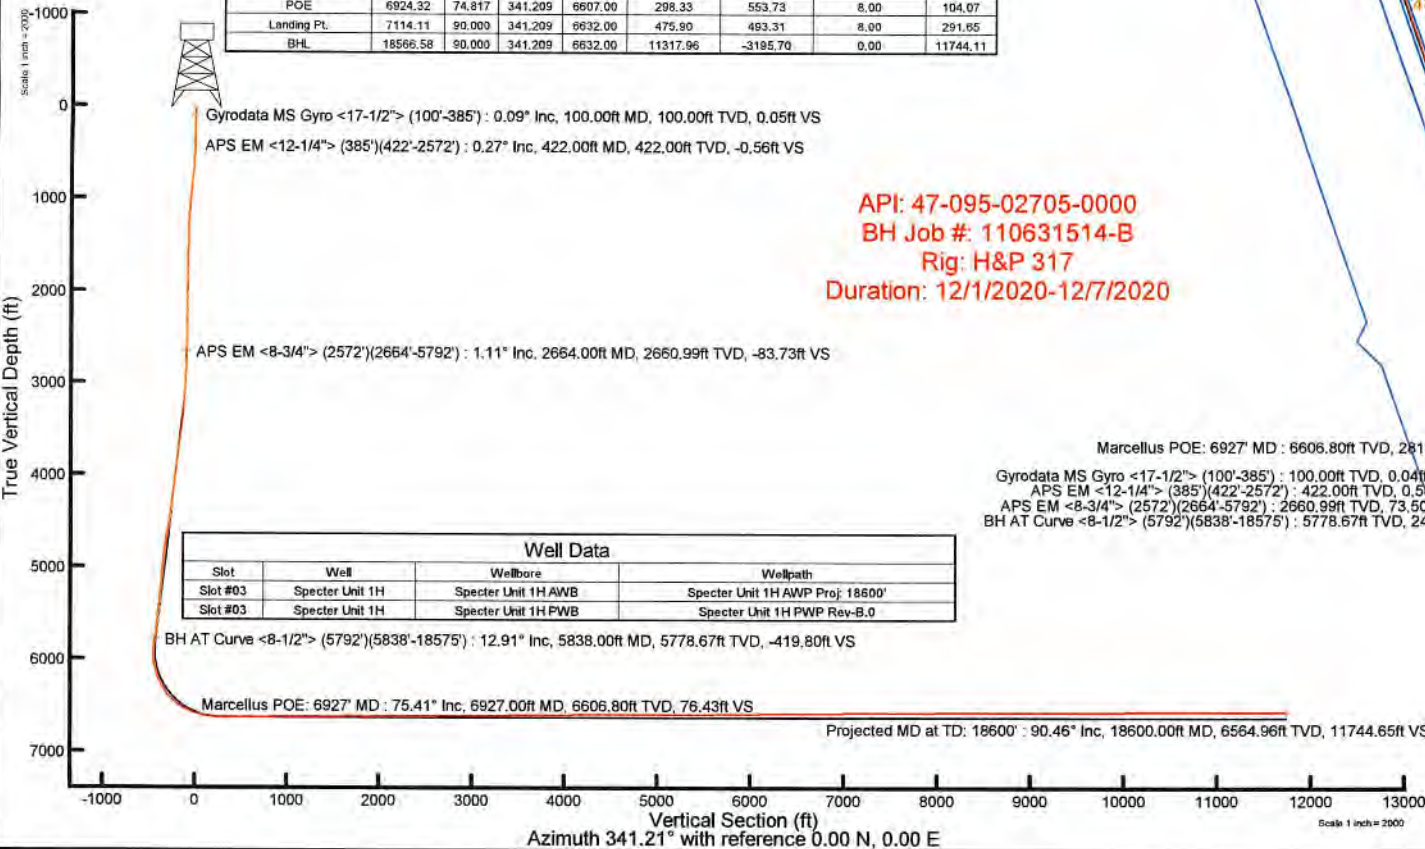 POE 6924.32 74.817 341.209 6607.00 298.33 553.73 8.00 104.07
Landing Pt. 7114.11 90.000 341.209 6632.00 475.90 493.31 8.00 291.65
BHL 18566.58 90.000 341.209 6632.00 11317.96 -3195.70 0.00 11744.11
Scale 1 inch = 2000
True Vertical Depth (ft)
-1000
0
1000
2000
3000
4000
5000
6000
7000
Gyrodata MS Gyro <17-1/2"> (100'-385') : 0.09° Inc, 100.00ft MD, 100.00ft TVD, 0.05ft VS
APS EM <12-1/4"> (385')(422'-2572') : 0.27° Inc, 422.00ft MD, 422.00ft TVD, -0.56ft VS
API: 47-095-02705-0000
BH Job #: 110631514-B
Rig: H&P 317
Duration: 12/1/2020-12/7/2020
APS EM <8-3/4"> (2572')(2664'-5792') : 1.11° Inc, 2664.00ft MD, 2660.99ft TVD, -83.73ft VS
Marcellus POE: 6927' MD : 6606.80ft TVD, 281
Gyrodata MS Gyro <17-1/2"> (100'-385') : 100.00ft TVD, 0.04ft
APS EM <12-1/4"> (385')(422'-2572') : 422.00ft TVD, 0.5
APS EM <8-3/4"> (2572')(2664'-5792') : 2660.99ft TVD, 73.50
BH AT Curve <8-1/2"> (5792')(5838'-18575') : 5778.67ft TVD, 24
Well Data
Slot Well Wellbore Wellpath
Slot #03 Specter Unit 1H Specter Unit 1H AWB Specter Unit 1H AWP Proj: 18600'
Slot #03 Specter Unit 1H Specter Unit 1H PWB Specter Unit 1H PWP Rev-B.0
BH AT Curve <8-1/2"> (5792')(5838'-18575') : 12.91° Inc, 5838.00ft MD, 5778.67ft TVD, -419.80ft VS
Marcellus POE: 6927' MD : 75.41° Inc, 6927.00ft MD, 6606.80ft TVD, 76.43ft VS
Projected MD at TD: 18600' : 90.46° Inc, 18600.00ft MD, 6564.96ft TVD, 11744.65ft VS
-1000 0 1000 2000 3000 4000 5000 6000 7000 8000 9000 10000 11000 12000 13000
Vertical Section (ft)
Scale 1 inch = 2000
Azimuth 341.21° with reference 0.00 N, 0.00 E